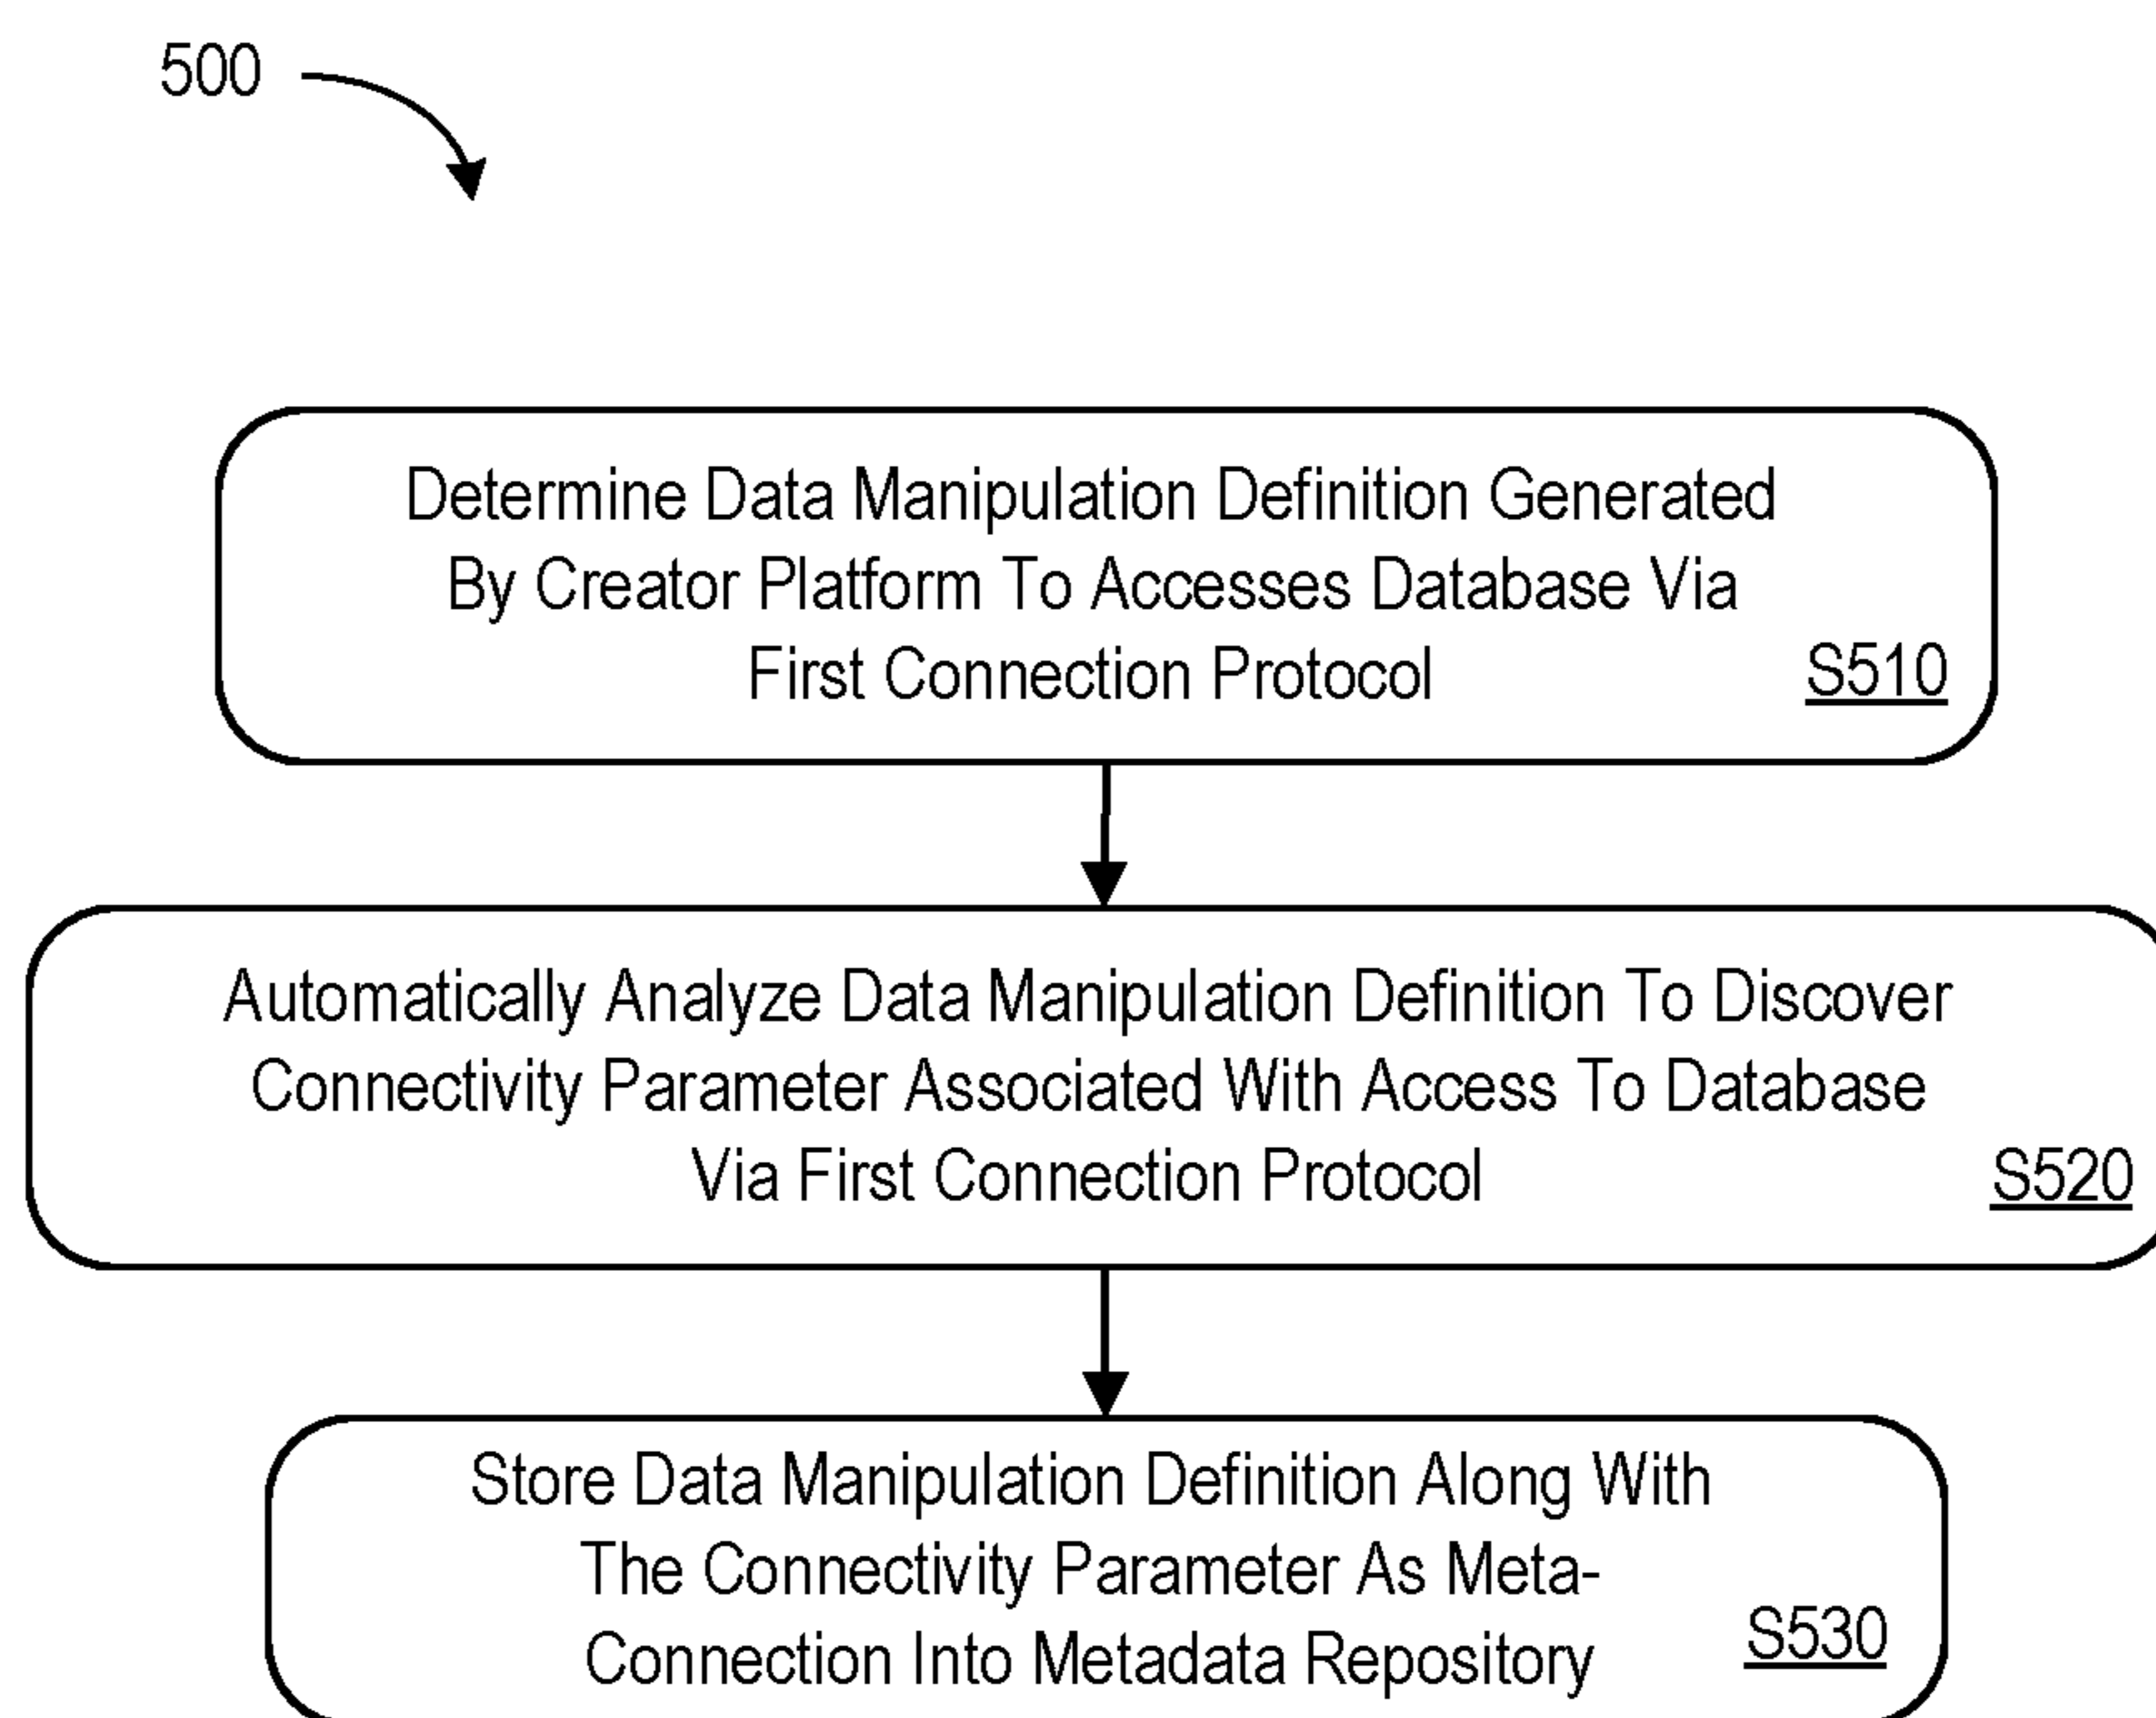 500
Determine Data Manipulation Definition Generated
By Creator Platform To Accesses Database Via
First Connection Protocol
S510
Automatically Analyze Data Manipulation Definition To Discover
Connectivity Parameter Associated With Access To Database
Via First Connection Protocol
S520
Store Data Manipulation Definition Along With
The Connectivity Parameter As Meta-
Connection Into Metadata Repository
S530